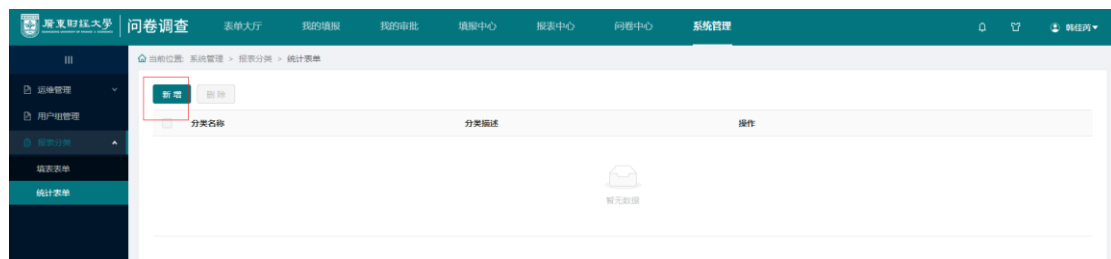 廣東财經大學 问卷调查 表单大厅 我的填报 我的审批 填报中心 报表中心 问卷中心 系统管理 韩佳芮
当前位置: 系统管理 > 报表分类 > 统计表单
运维管理
用户组管理
报表分类
填表表单
统计表单
新 增 删 除
分类名称 分类描述 操作
暂无数据